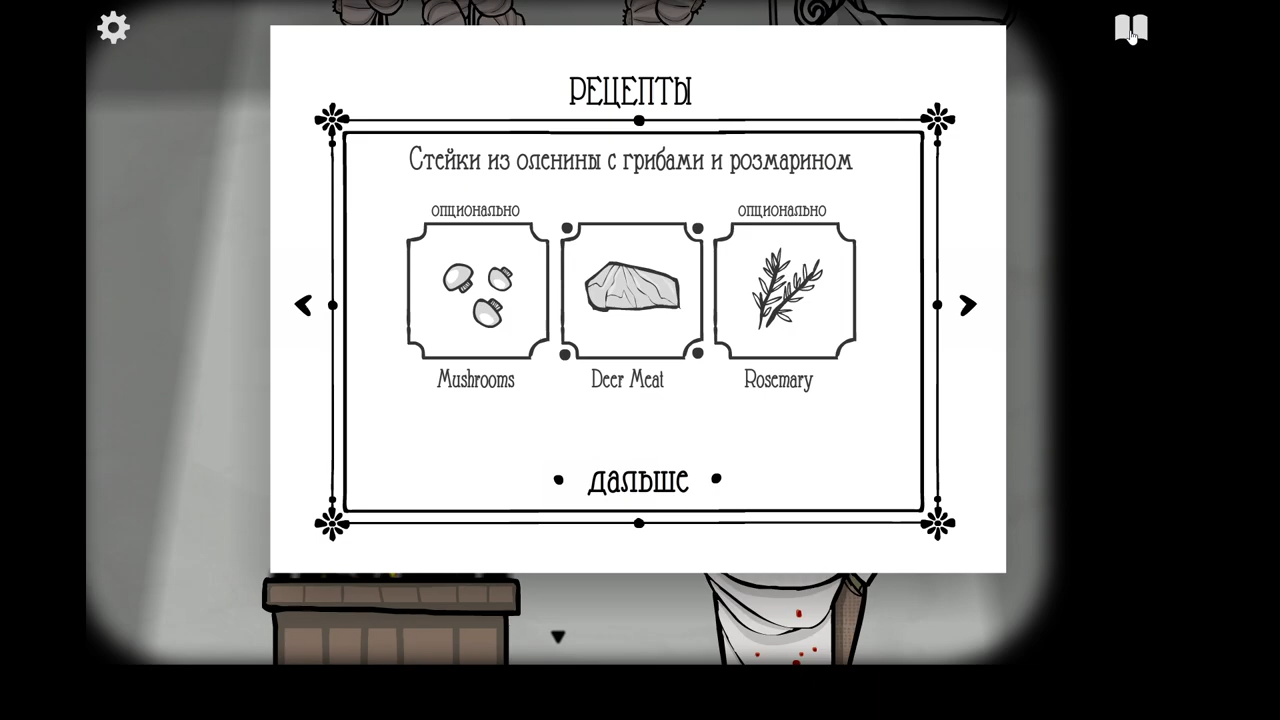 РЕЦЕПТЫ
Стейки из оленины с грибами и розмарином
опционально опционально
Mushrooms Deer Meat Rosemary
дальше